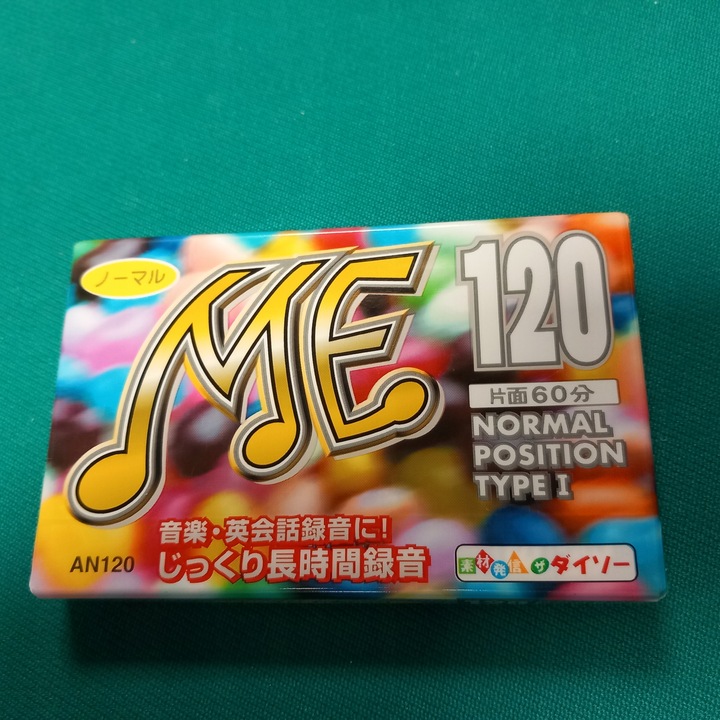 ノーマル
ME
120
片面60分
NORMAL
POSITION
TYPE I
音楽・英会話録音に!
じっくり長時間録音
AN120
素材発信 ザ ダイソー